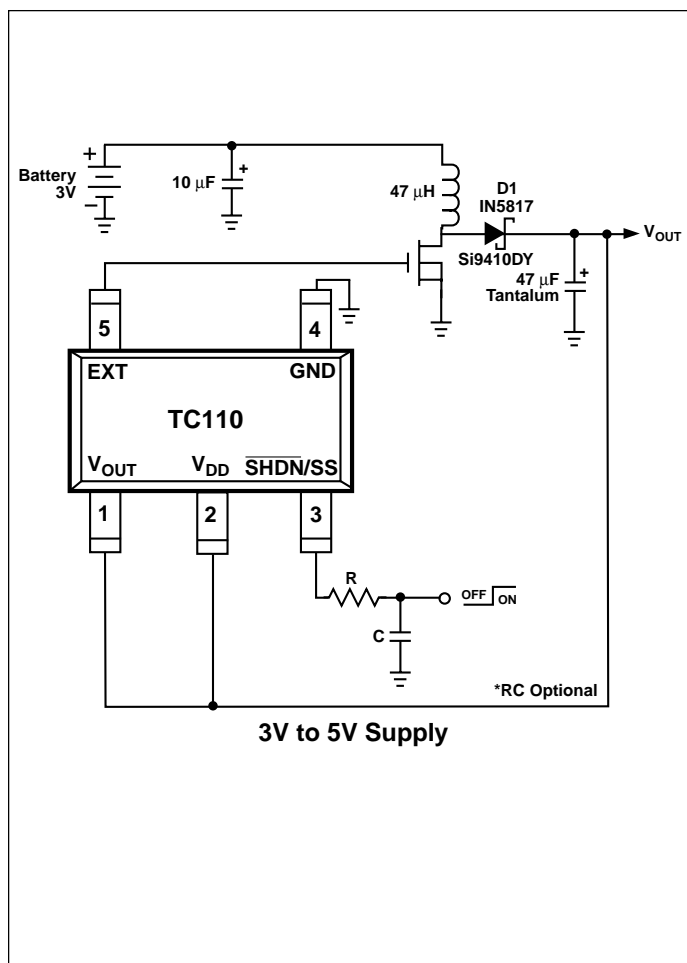 +
Battery
3V
–
10 µF
+
47 µH
D1
IN5817
Si9410DY
VOUT
47 µF
Tantalum
+
5
4
EXT
GND
TC110
VOUT
VDD
SHDN/SS
1
2
3
R
OFF
ON
C
*RC Optional
3V to 5V Supply